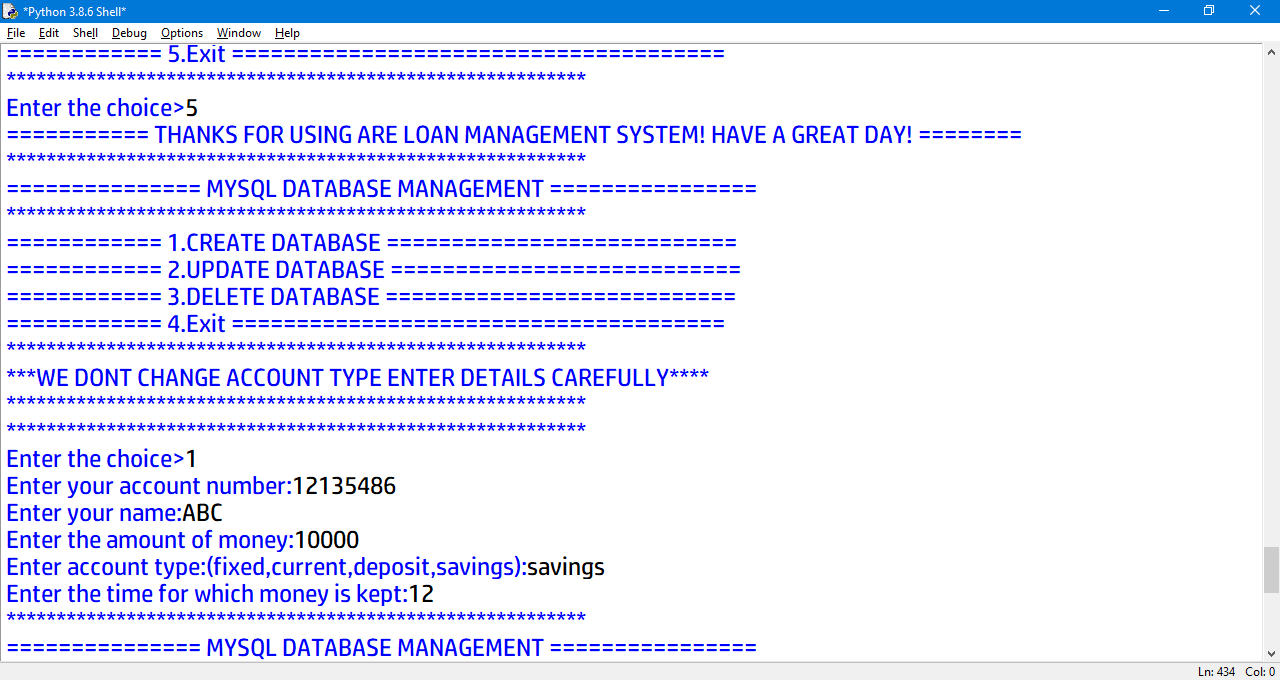 *Python 3.8.6 Shell*
File Edit Shell Debug Options Window Help
============ 5.Exit ======================================
**********************************************************
Enter the choice>5
=========== THANKS FOR USING ARE LOAN MANAGEMENT SYSTEM! HAVE A GREAT DAY! ========
**********************************************************
=============== MYSQL DATABASE MANAGEMENT ================
**********************************************************
============ 1.CREATE DATABASE ===========================
============ 2.UPDATE DATABASE ===========================
============ 3.DELETE DATABASE ===========================
============ 4.Exit ======================================
**********************************************************
***WE DONT CHANGE ACCOUNT TYPE ENTER DETAILS CAREFULLY****
**********************************************************
**********************************************************
Enter the choice>1
Enter your account number:12135486
Enter your name:ABC
Enter the amount of money:10000
Enter account type:(fixed,current,deposit,savings):savings
Enter the time for which money is kept:12
**********************************************************
=============== MYSQL DATABASE MANAGEMENT ================
Ln: 434 Col: 0